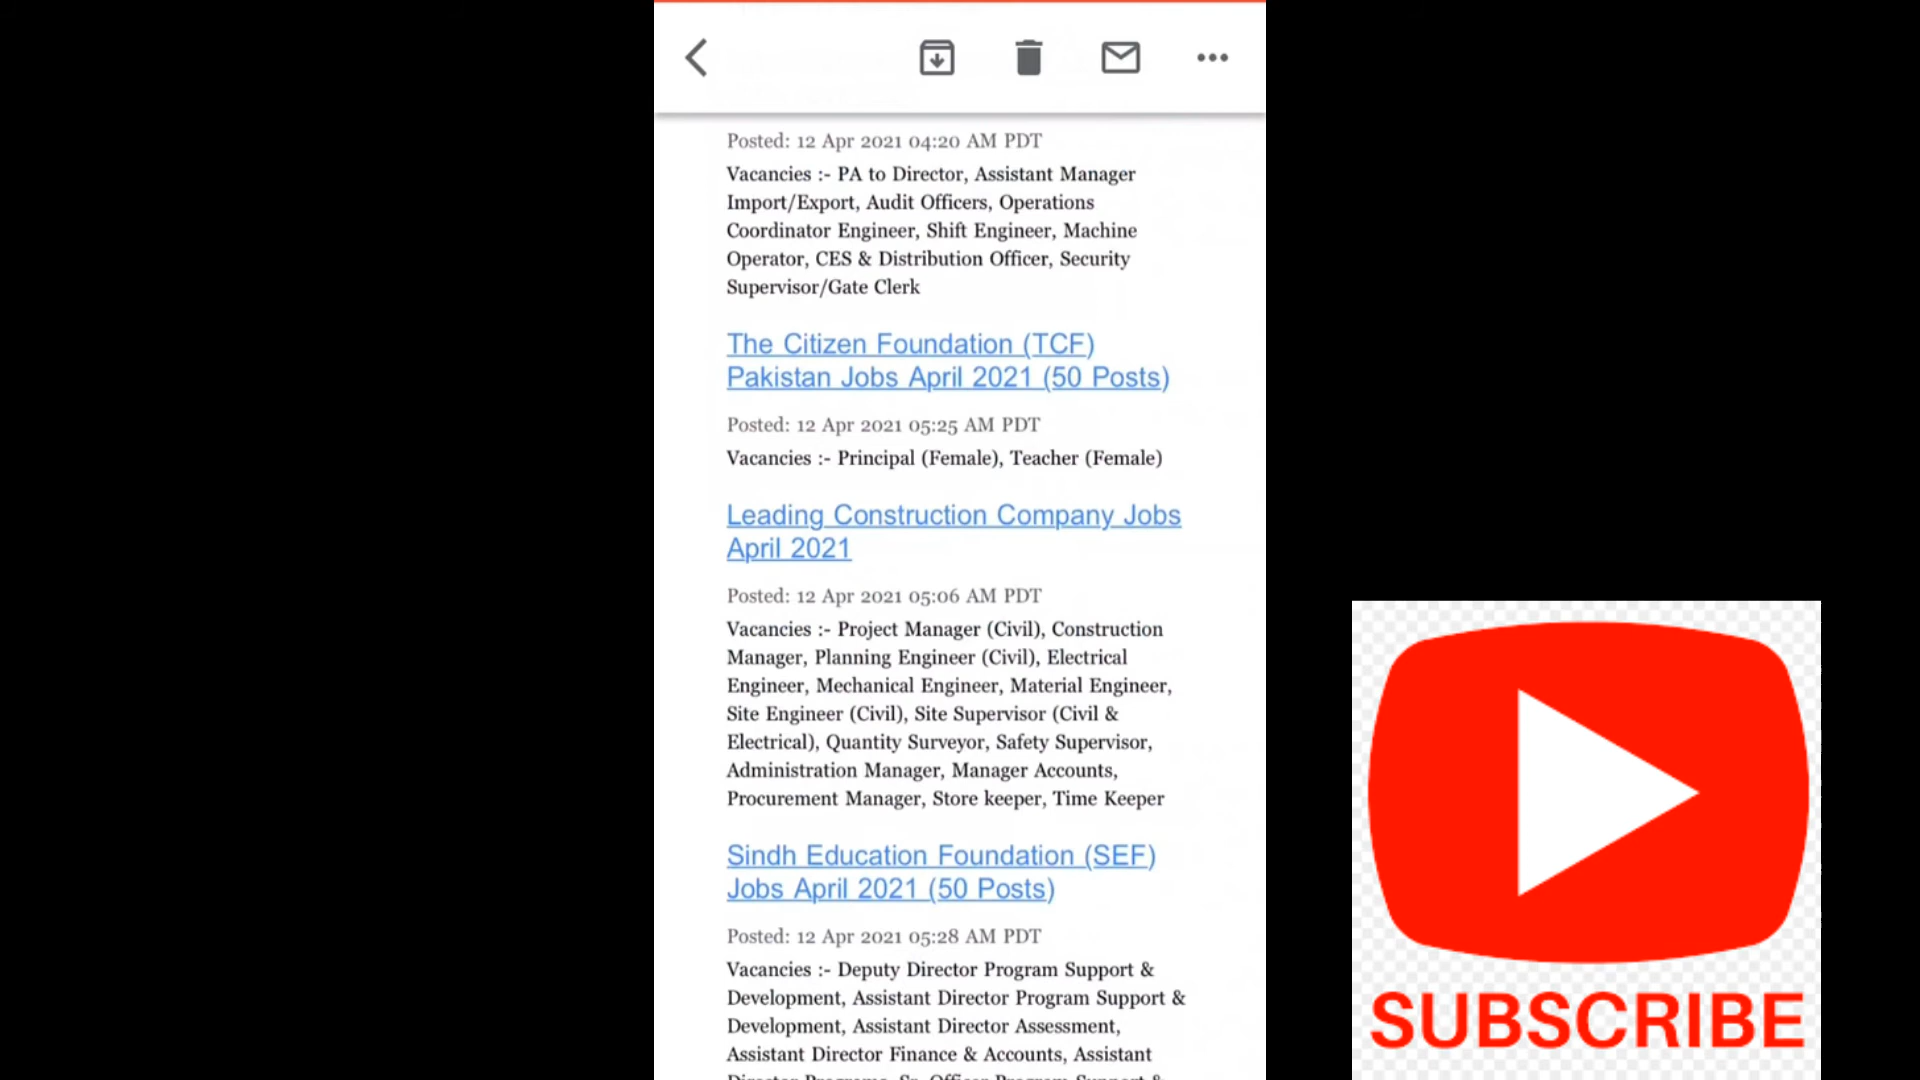 Posted: 12 Apr 2021 04:20 AM PDT
Vacancies :- PA to Director, Assistant Manager
Import/Export, Audit Officers, Operations
Coordinator Engineer, Shift Engineer, Machine
Operator, CES & Distribution Officer, Security
Supervisor/Gate Clerk
The Citizen Foundation (TCF)
Pakistan Jobs April 2021 (50 Posts)
Posted: 12 Apr 2021 05:25 AM PDT
Vacancies :- Principal (Female), Teacher (Female)
Leading Construction Company Jobs
April 2021
Posted: 12 Apr 2021 05:06 AM PDT
Vacancies :- Project Manager (Civil), Construction
Manager, Planning Engineer (Civil), Electrical
Engineer, Mechanical Engineer, Material Engineer,
Site Engineer (Civil), Site Supervisor (Civil &
Electrical), Quantity Surveyor, Safety Supervisor,
Administration Manager, Manager Accounts,
Procurement Manager, Store keeper, Time Keeper
Sindh Education Foundation (SEF)
Jobs April 2021 (50 Posts)
Posted: 12 Apr 2021 05:28 AM PDT
Vacancies :- Deputy Director Program Support &
Development, Assistant Director Program Support &
Development, Assistant Director Assessment,
Assistant Director Finance & Accounts, Assistant
Director Programs, Sr. Officer Program Support &
SUBSCRIBE